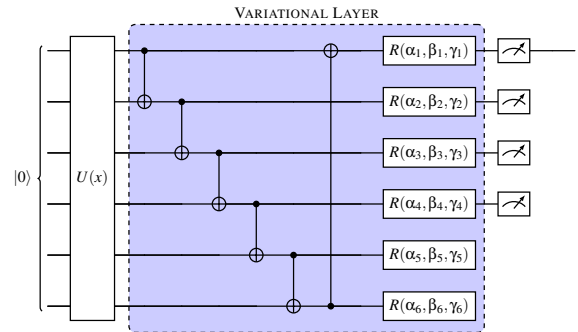 VARIATIONAL LAYER
R(α₁,β₁,γ₁)
R(α₂,β₂,γ₂)
R(α₃,β₃,γ₃)
|0⟩ U(x)
R(α₄,β₄,γ₄)
R(α₅,β₅,γ₅)
R(α₆,β₆,γ₆)